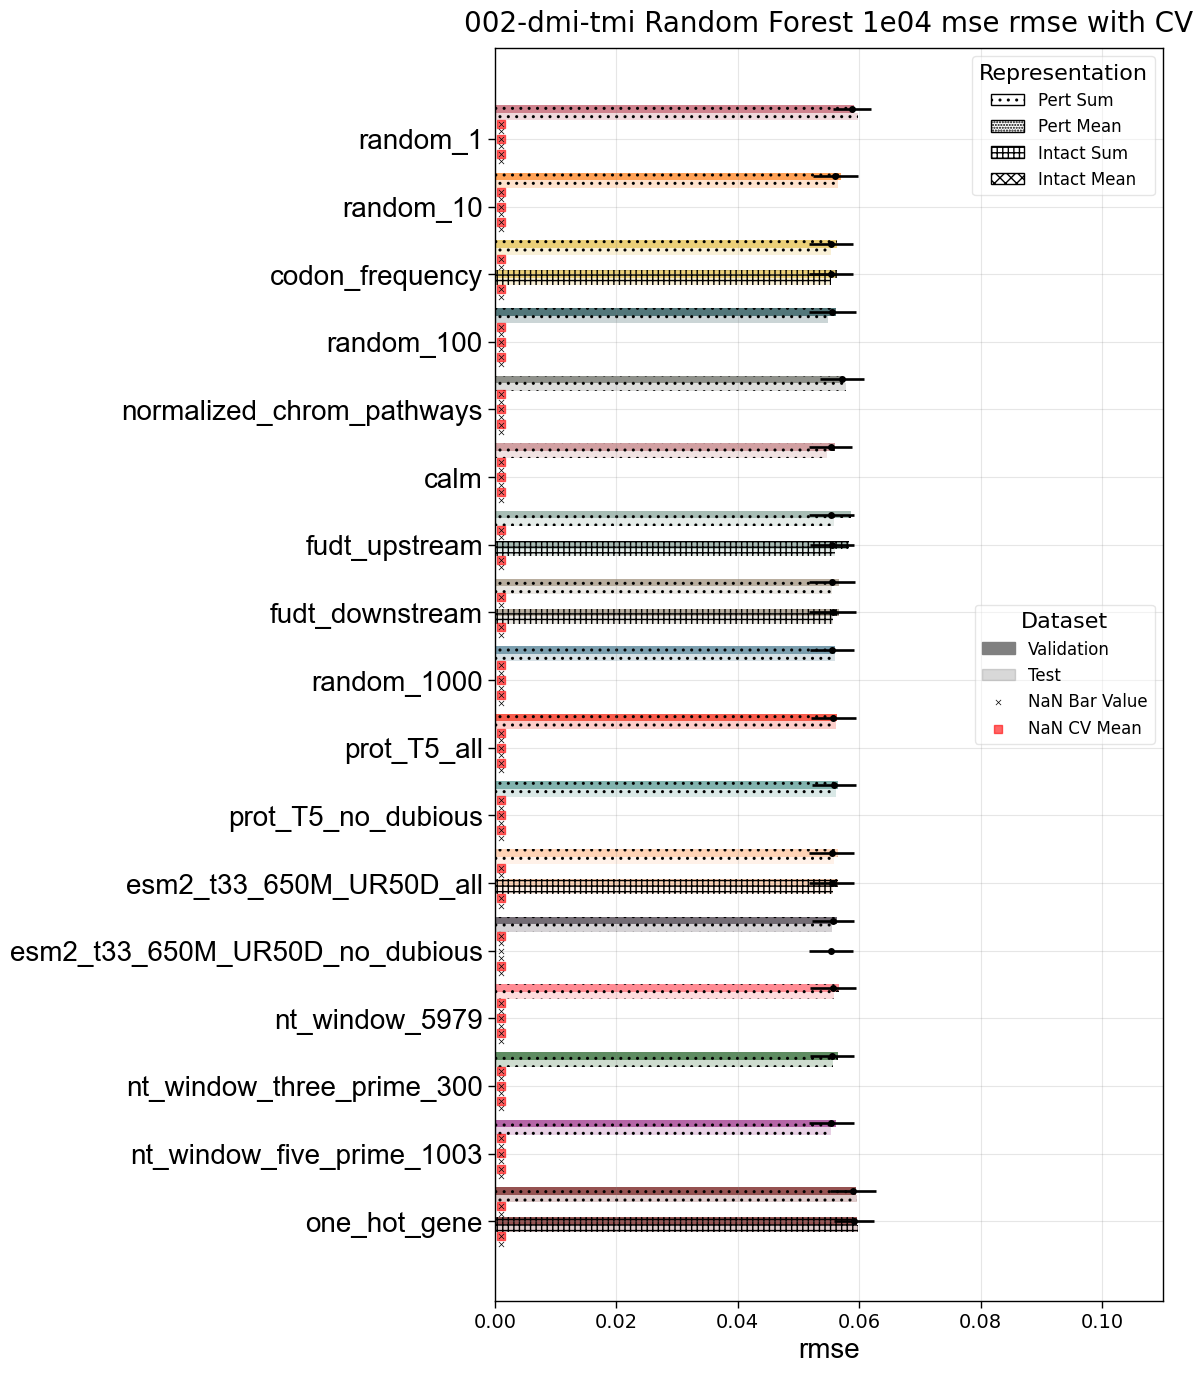 002-dmi-tmi Random Forest 1e04 mse rmse with CV
Representation
Pert Sum
Pert Mean
Intact Sum
Intact Mean
random_1
random_10
codon_frequency
random_100
normalized_chrom_pathways
calm
fudt_upstream
fudt_downstream
random_1000
prot_T5_all
prot_T5_no_dubious
esm2_t33_650M_UR50D_all
esm2_t33_650M_UR50D_no_dubious
nt_window_5979
nt_window_three_prime_300
nt_window_five_prime_1003
one_hot_gene
Dataset
Validation
Test
NaN Bar Value
NaN CV Mean
0.00 0.02 0.04 0.06 0.08 0.10
rmse